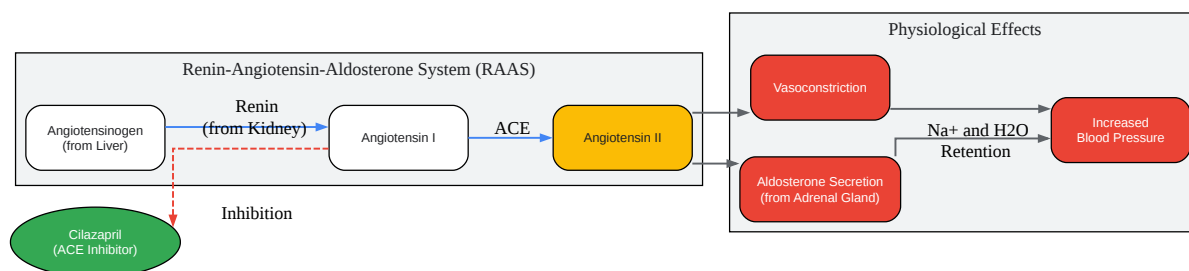 Physiological Effects
Renin-Angiotensin-Aldosterone System (RAAS)
Angiotensinogen
(from Liver)
Renin
(from Kidney)
Angiotensin I
ACE
Angiotensin II
Vasoconstriction
Aldosterone Secretion
(from Adrenal Gland)
Na+ and H2O
Retention
Increased
Blood Pressure
Inhibition
Cilazapril
(ACE Inhibitor)